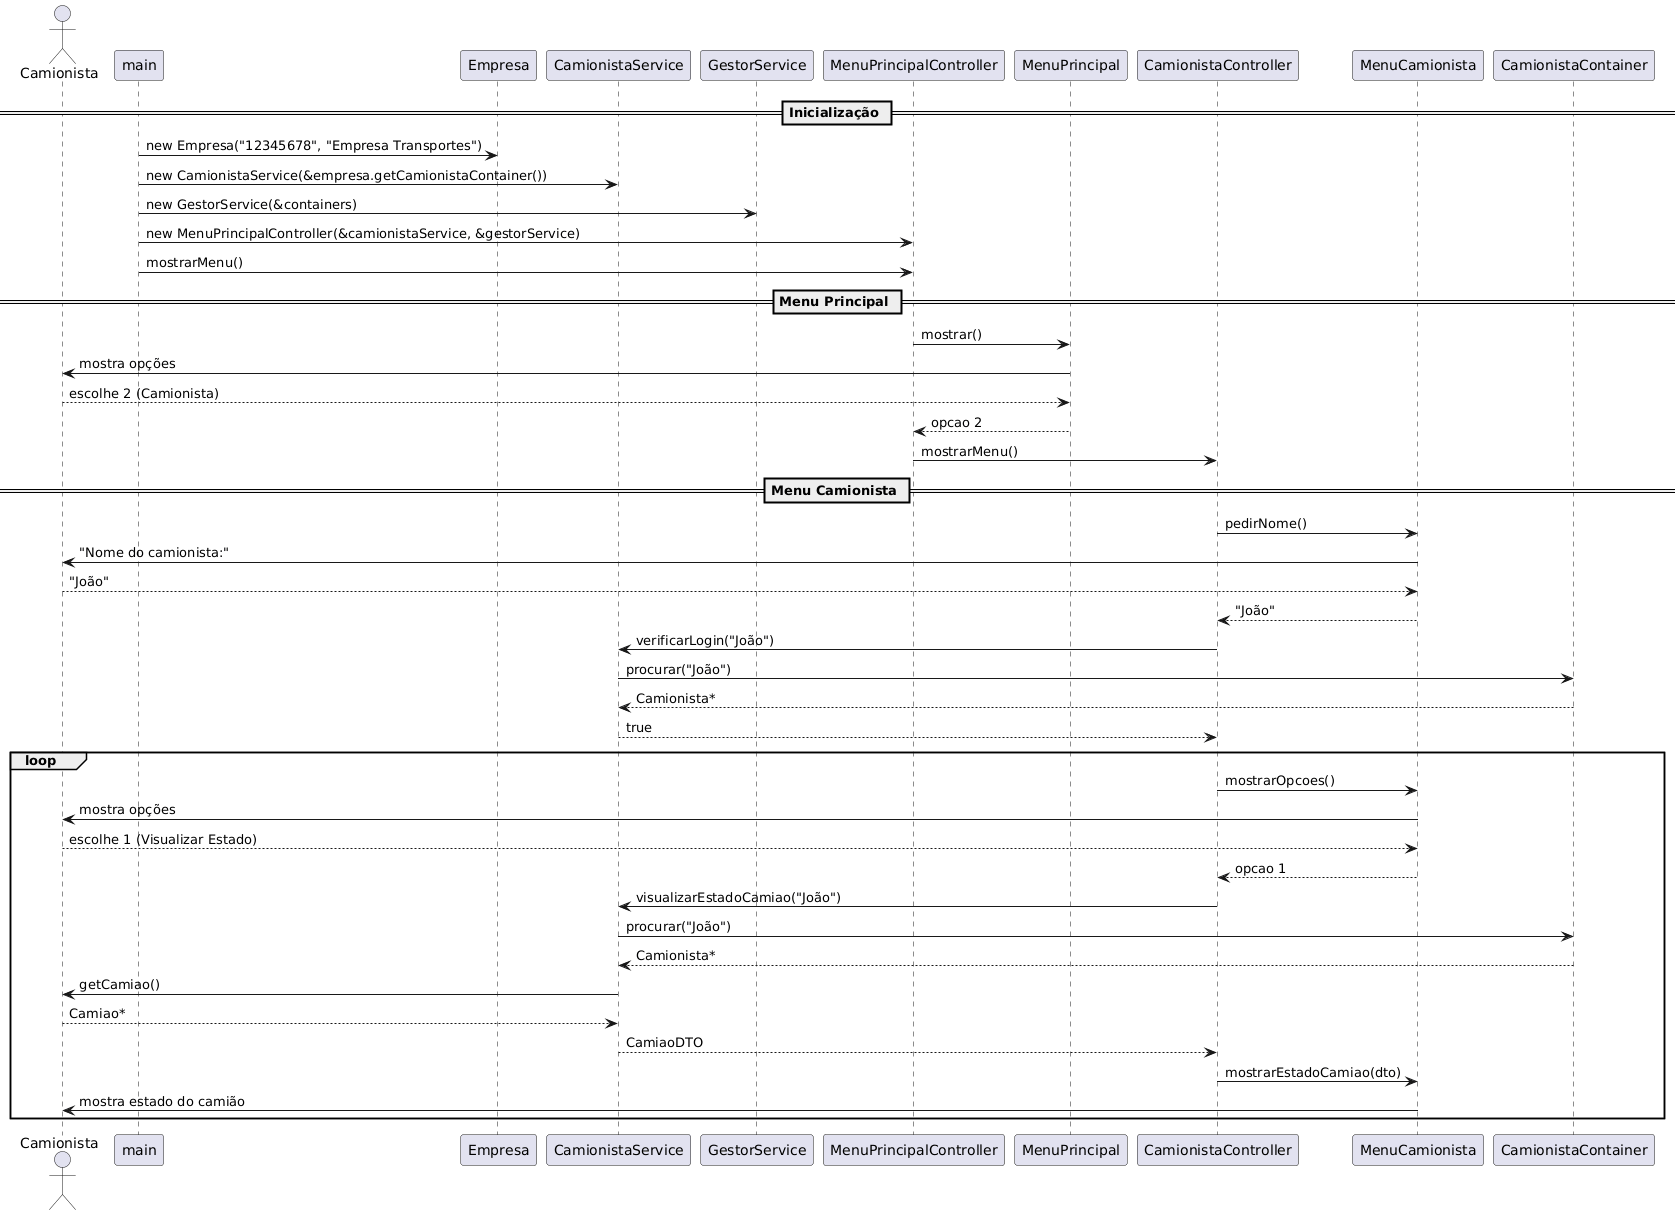 Camionista
main
Empresa
CamionistaService
GestorService
MenuPrincipalController
MenuPrincipal
CamionistaController
MenuCamionista
CamionistaContainer
Inicialização
new Empresa("12345678", "Empresa Transportes")
new CamionistaService(&empresa.getCamionistaContainer())
new GestorService(&containers)
new MenuPrincipalController(&camionistaService, &gestorService)
mostrarMenu()
Menu Principal
mostrar()
mostra opções
escolhe 2 (Camionista)
opcao 2
mostrarMenu()
Menu Camionista
pedirNome()
"Nome do camionista:"
"João"
"João"
verificarLogin("João")
procurar("João")
Camionista*
true
loop
mostrarOpcoes()
mostra opções
escolhe 1 (Visualizar Estado)
opcao 1
visualizarEstadoCamiao("João")
procurar("João")
Camionista*
getCamiao()
Camiao*
CamiaoDTO
mostrarEstadoCamiao(dto)
mostra estado do camião
Camionista
main
Empresa
CamionistaService
GestorService
MenuPrincipalController
MenuPrincipal
CamionistaController
MenuCamionista
CamionistaContainer